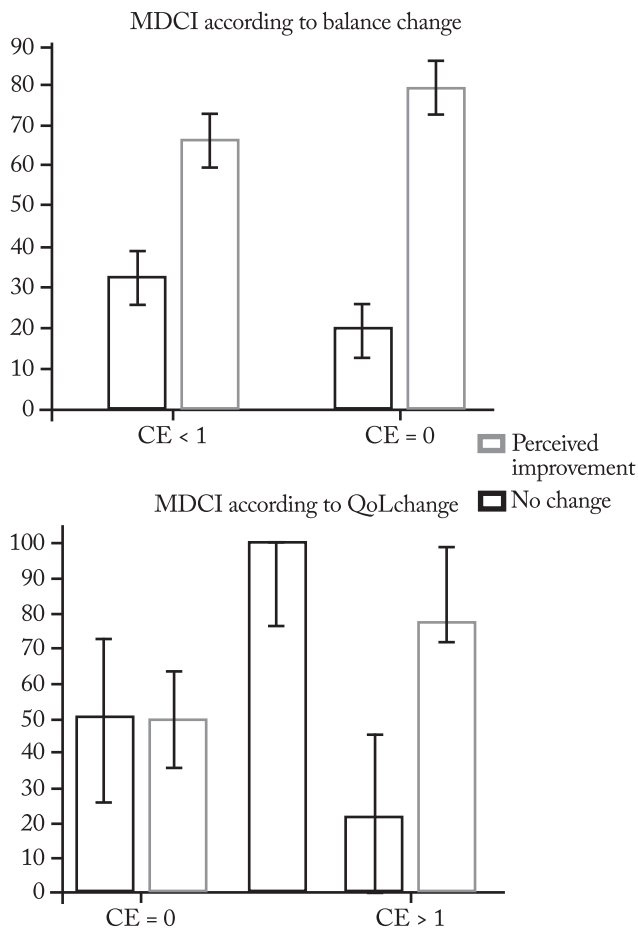 MDCI according to balance change
90
80
70
60
50
40
30
20
10
0
CE < 1
CE = 0
Perceived
improvement
No change
MDCI according to QoLchange
100
90
80
70
60
50
40
30
20
10
0
CE = 0
CE > 1